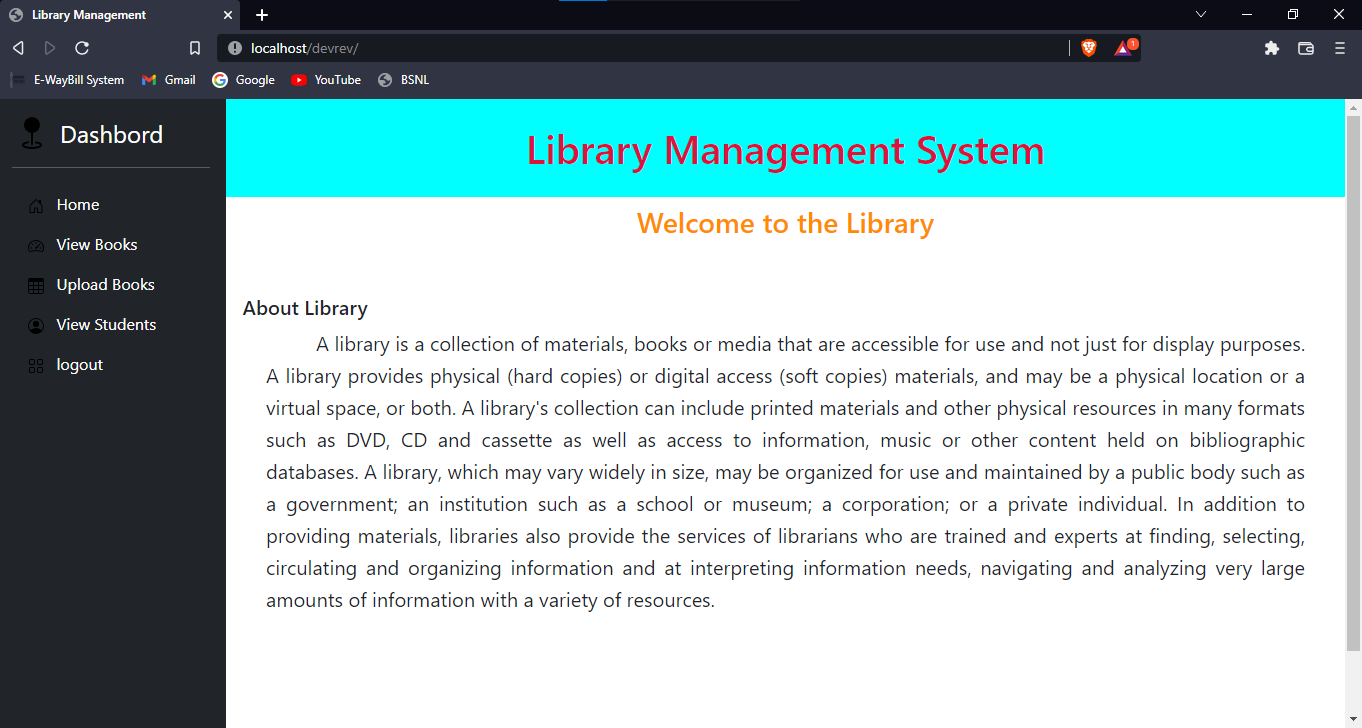 Library Management
localhost/devrev/
1
E-WayBill System Gmail Google YouTube BSNL
Dashbord
Home
View Books
Upload Books
View Students
logout
Library Management System
Welcome to the Library
About Library
A library is a collection of materials, books or media that are accessible for use and not just for display purposes.
A library provides physical (hard copies) or digital access (soft copies) materials, and may be a physical location or a
virtual space, or both. A library's collection can include printed materials and other physical resources in many formats
such as DVD, CD and cassette as well as access to information, music or other content held on bibliographic
databases. A library, which may vary widely in size, may be organized for use and maintained by a public body such as
a government; an institution such as a school or museum; a corporation; or a private individual. In addition to
providing materials, libraries also provide the services of librarians who are trained and experts at finding, selecting,
circulating and organizing information and at interpreting information needs, navigating and analyzing very large
amounts of information with a variety of resources.